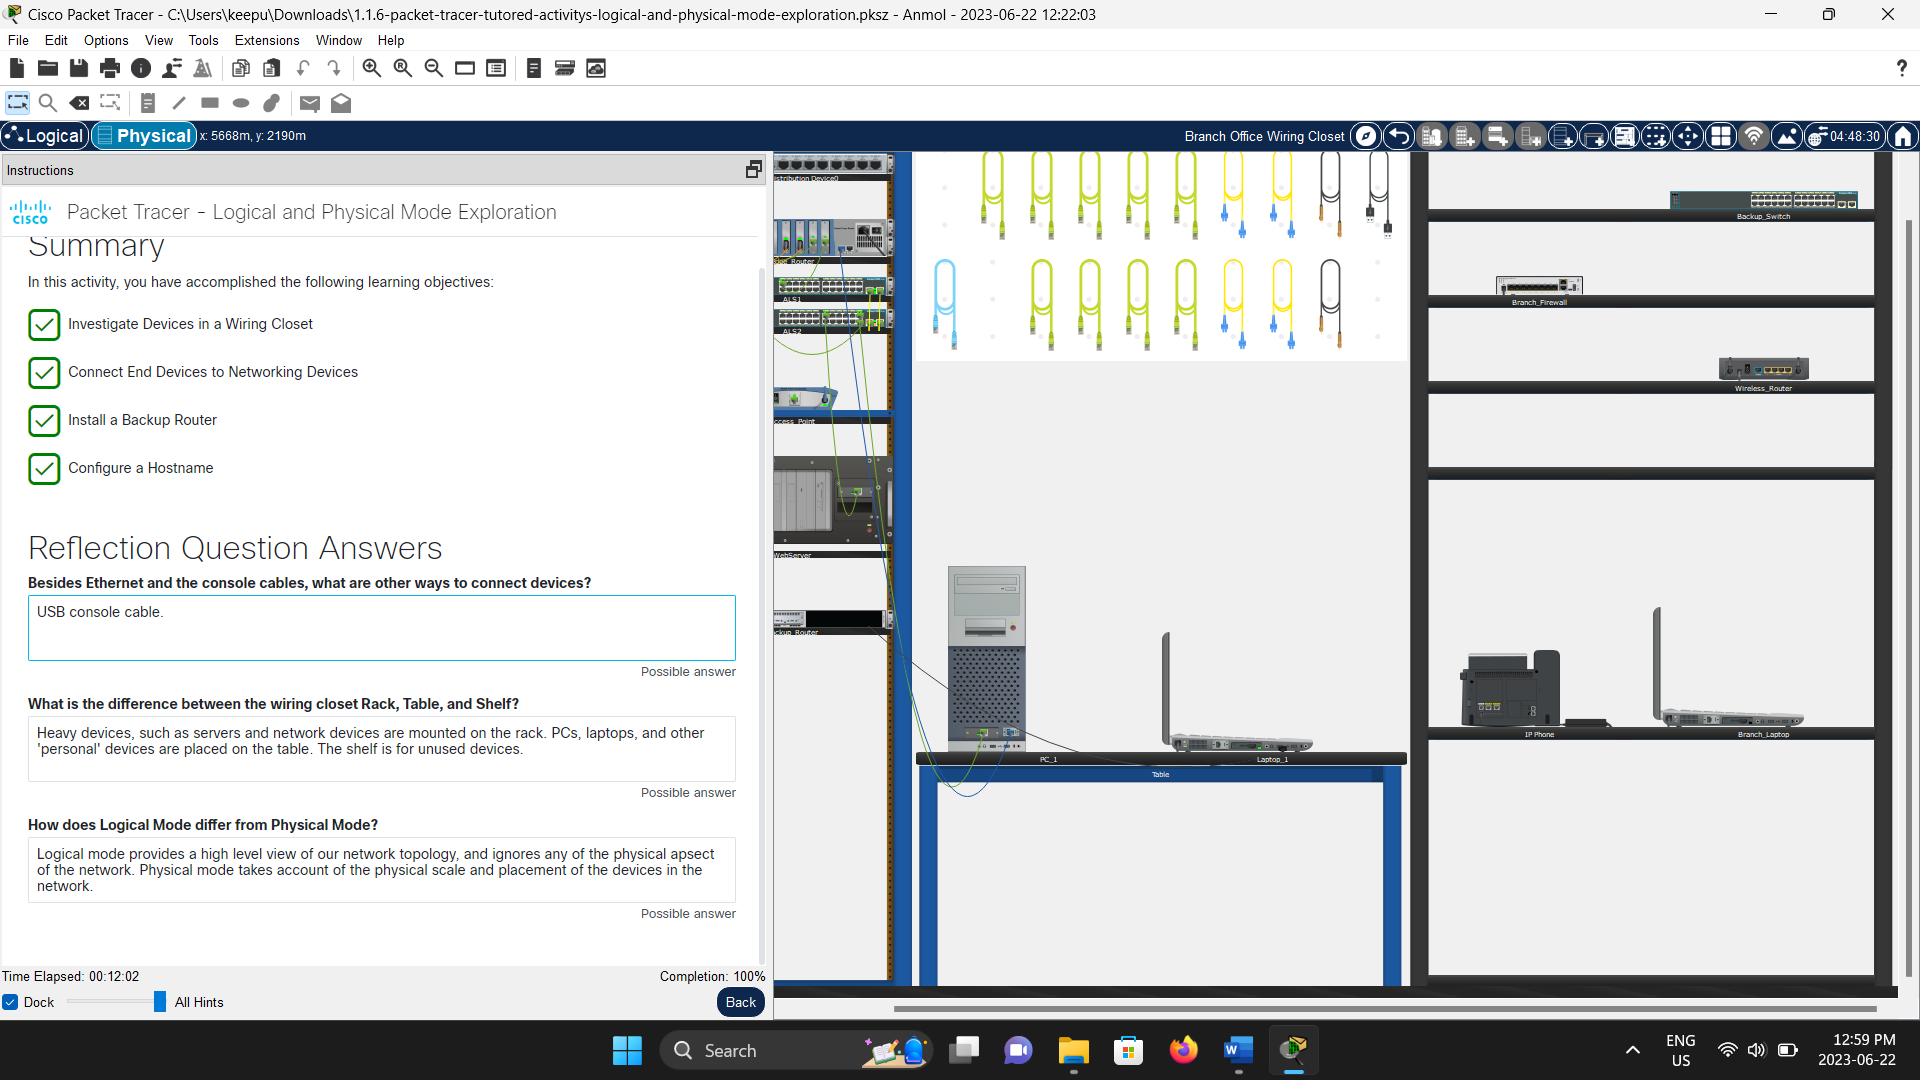 Cisco Packet Tracer - C:\Users\keepu\Downloads\1.1.6-packet-tracer-tutored-activitys-logical-and-physical-mode-exploration.pksz - Anmol - 2023-06-22 12:22:03
File Edit Options View Tools Extensions Window Help
?
Logical Physical x: 5668m, y: 2190m Branch Office Wiring Closet 04:48:30
Instructions
CISCO Packet Tracer - Logical and Physical Mode Exploration
Summary
In this activity, you have accomplished the following learning objectives:
Investigate Devices in a Wiring Closet
Connect End Devices to Networking Devices
Install a Backup Router
Configure a Hostname
Reflection Question Answers
Besides Ethernet and the console cables, what are other ways to connect devices?
USB console cable.
Possible answer
What is the difference between the wiring closet Rack, Table, and Shelf?
Heavy devices, such as servers and network devices are mounted on the rack. PCs, laptops, and other
'personal' devices are placed on the table. The shelf is for unused devices.
Possible answer
How does Logical Mode differ from Physical Mode?
Logical mode provides a high level view of our network topology, and ignores any of the physical apsect
of the network. Physical mode takes account of the physical scale and placement of the devices in the
network.
Possible answer
Time Elapsed: 00:12:02 Completion: 100%
Dock All Hints Back
istribution Device0
dge_Router
ALS1
ALS2
ccess_Point
WebServer
ckup_Router
PC_1
Laptop_1
Table
Backup_Switch
Branch_Firewall
Wireless_Router
IP Phone
Branch_Laptop
Search
W
ENG
US
12:59 PM
2023-06-22